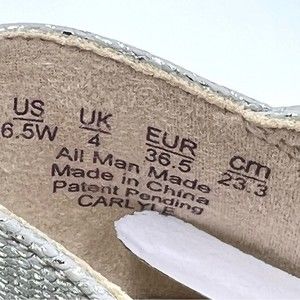 US UK EUR cm
6.5W 4 36.5 23.3
All Man Made
Made in China
Patent Pending
CARLYLE